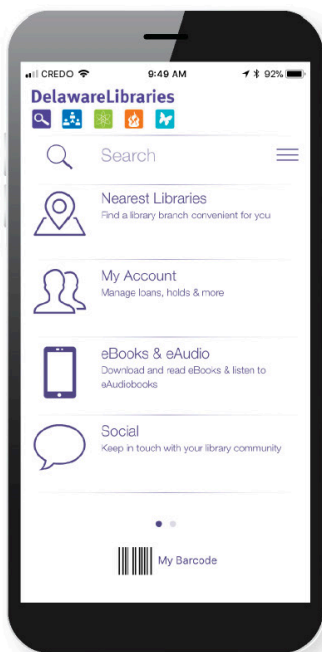 CREDO 9:49 AM 92%
DelawareLibraries
Search
Nearest Libraries
Find a library branch convenient for you
My Account
Manage loans, holds & more
eBooks & eAudio
Download and read eBooks & listen to
eAudiobooks
Social
Keep in touch with your library community
My Barcode